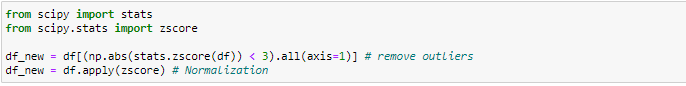 from scipy import stats
from scipy.stats import zscore
df_new = df[(np.abs(stats.zscore(df)) < 3).all(axis=1)] # remove outliers
df_new = df.apply(zscore) # Normalization